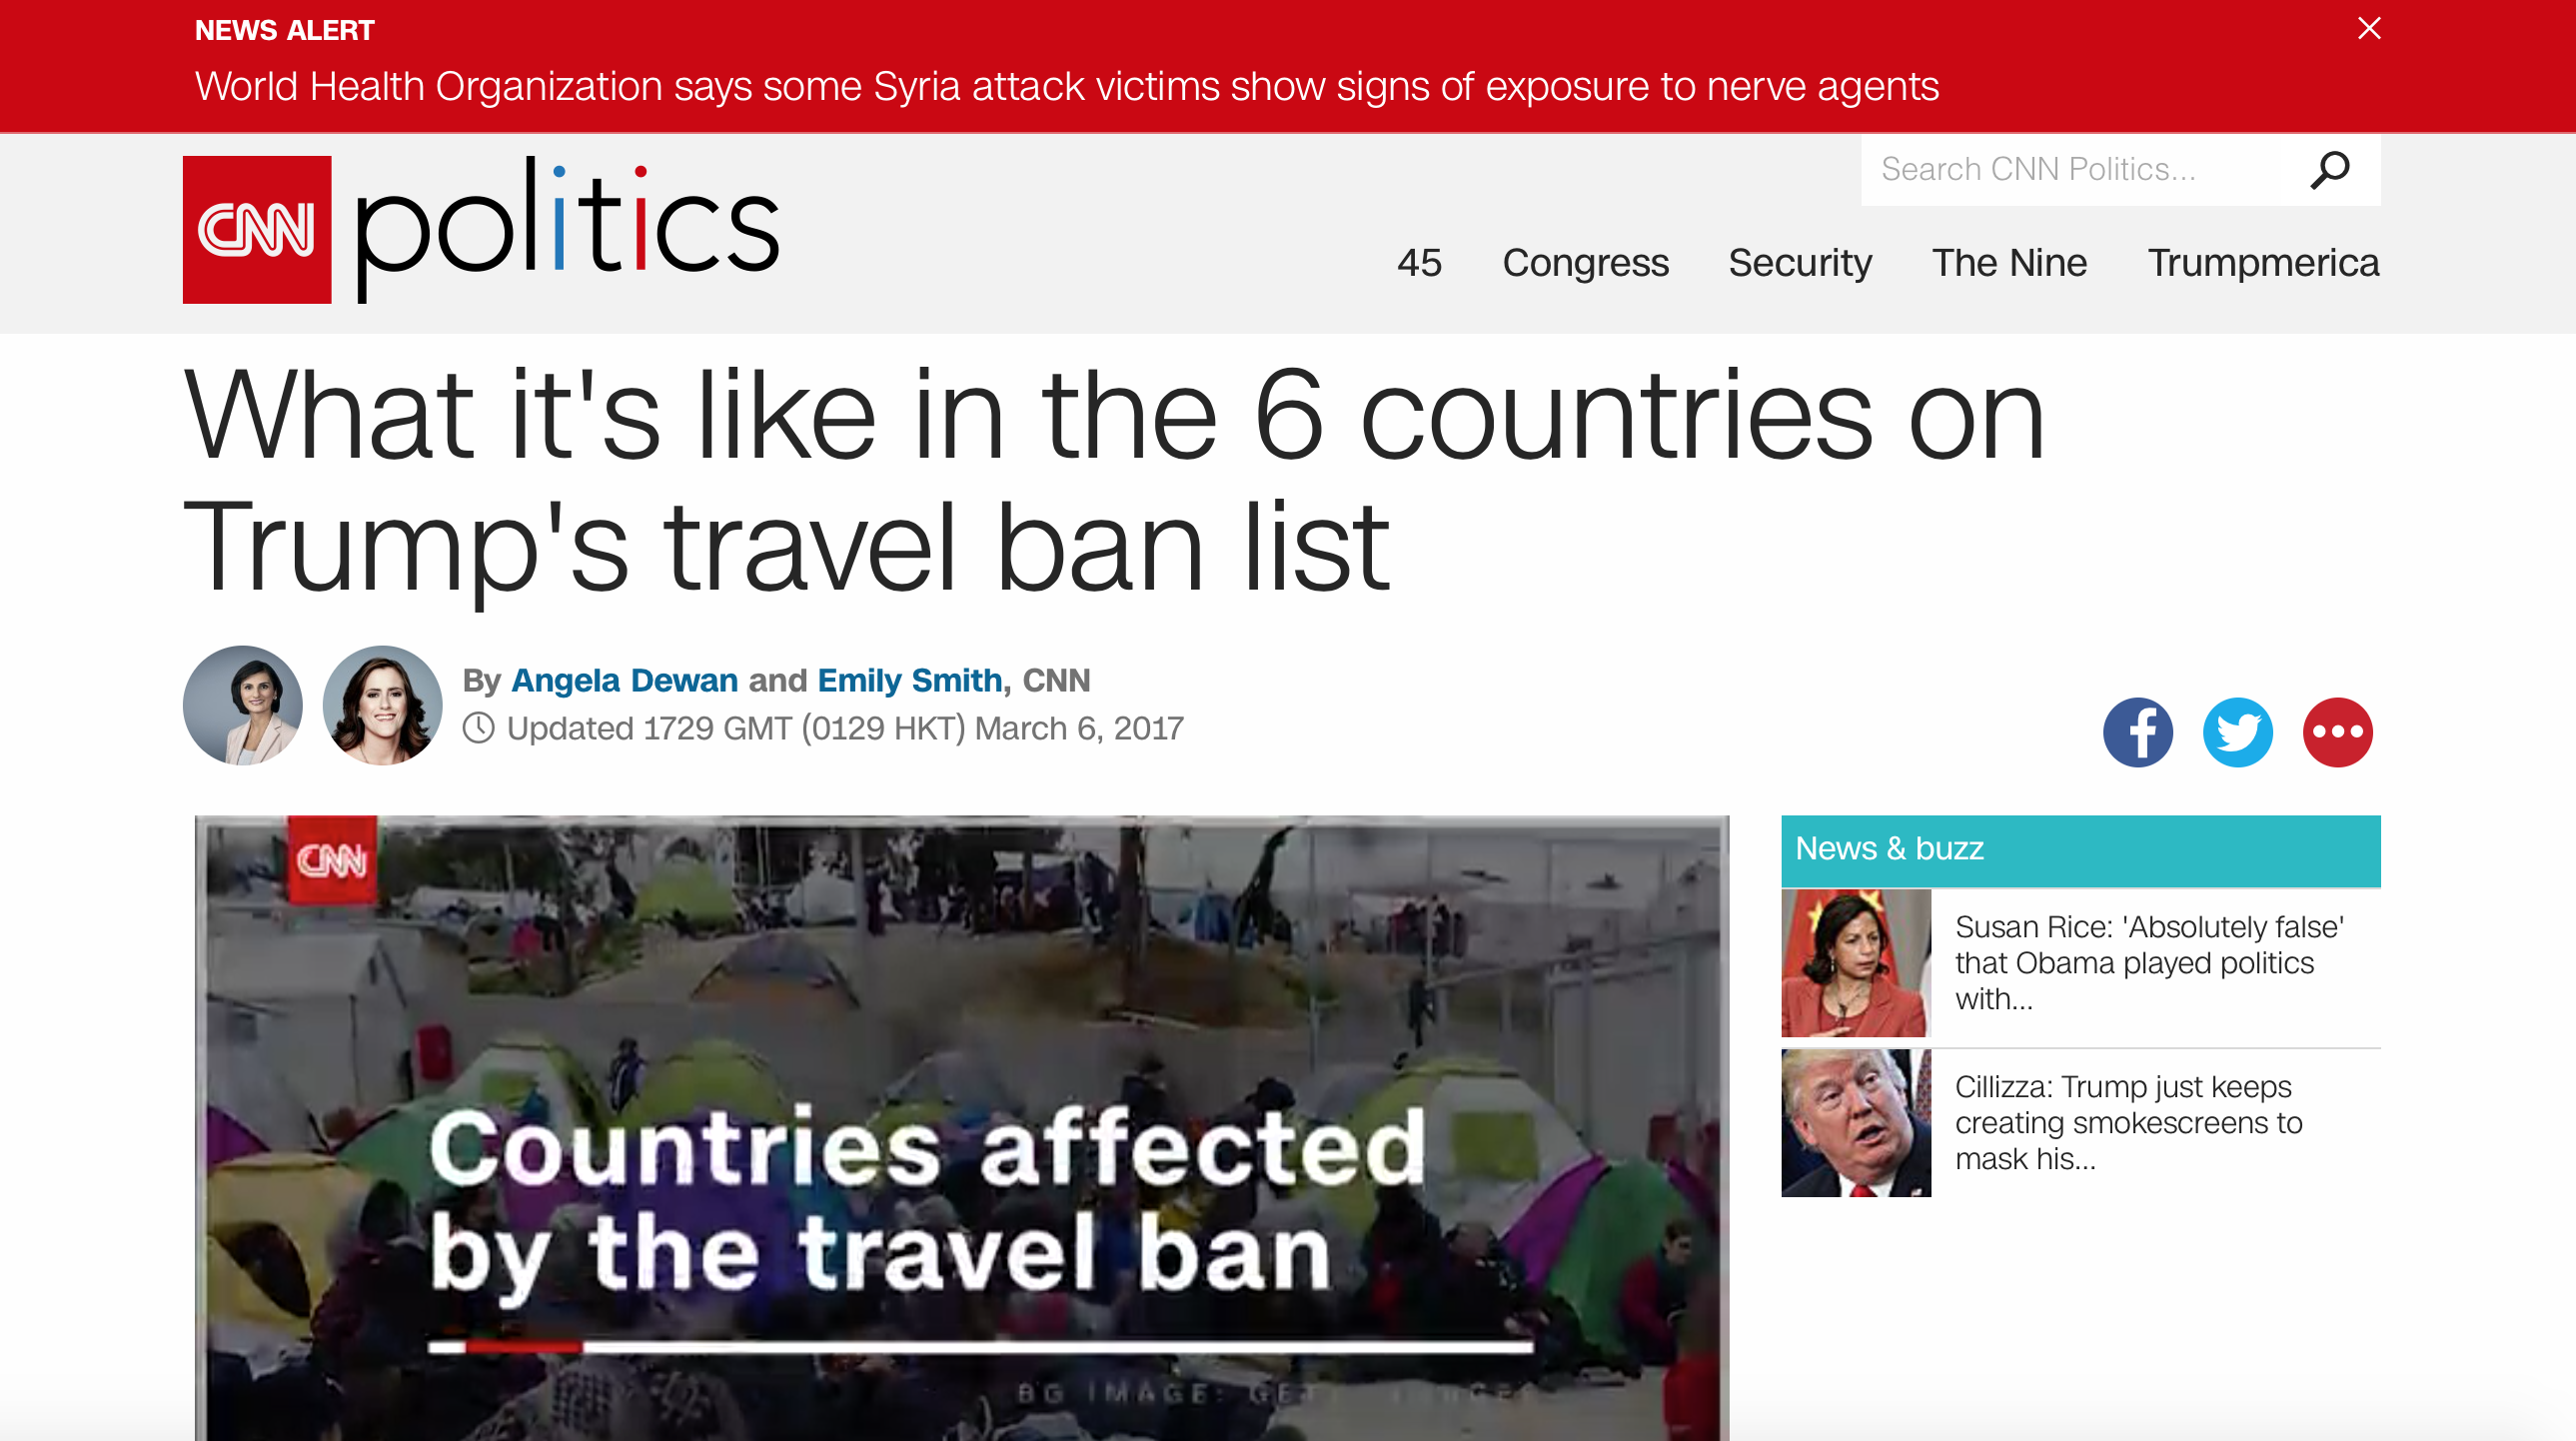 NEWS ALERT
World Health Organization says some Syria attack victims show signs of exposure to nerve agents
CNN politics
Search CNN Politics...
45 Congress Security The Nine Trumpmerica
What it's like in the 6 countries on
Trump's travel ban list
By Angela Dewan and Emily Smith, CNN
Updated 1729 GMT (0129 HKT) March 6, 2017
CNN
Countries affected
by the travel ban
BG IMAGE:
News & buzz
Susan Rice: 'Absolutely false'
that Obama played politics
with...
Cillizza: Trump just keeps
creating smokescreens to
mask his...